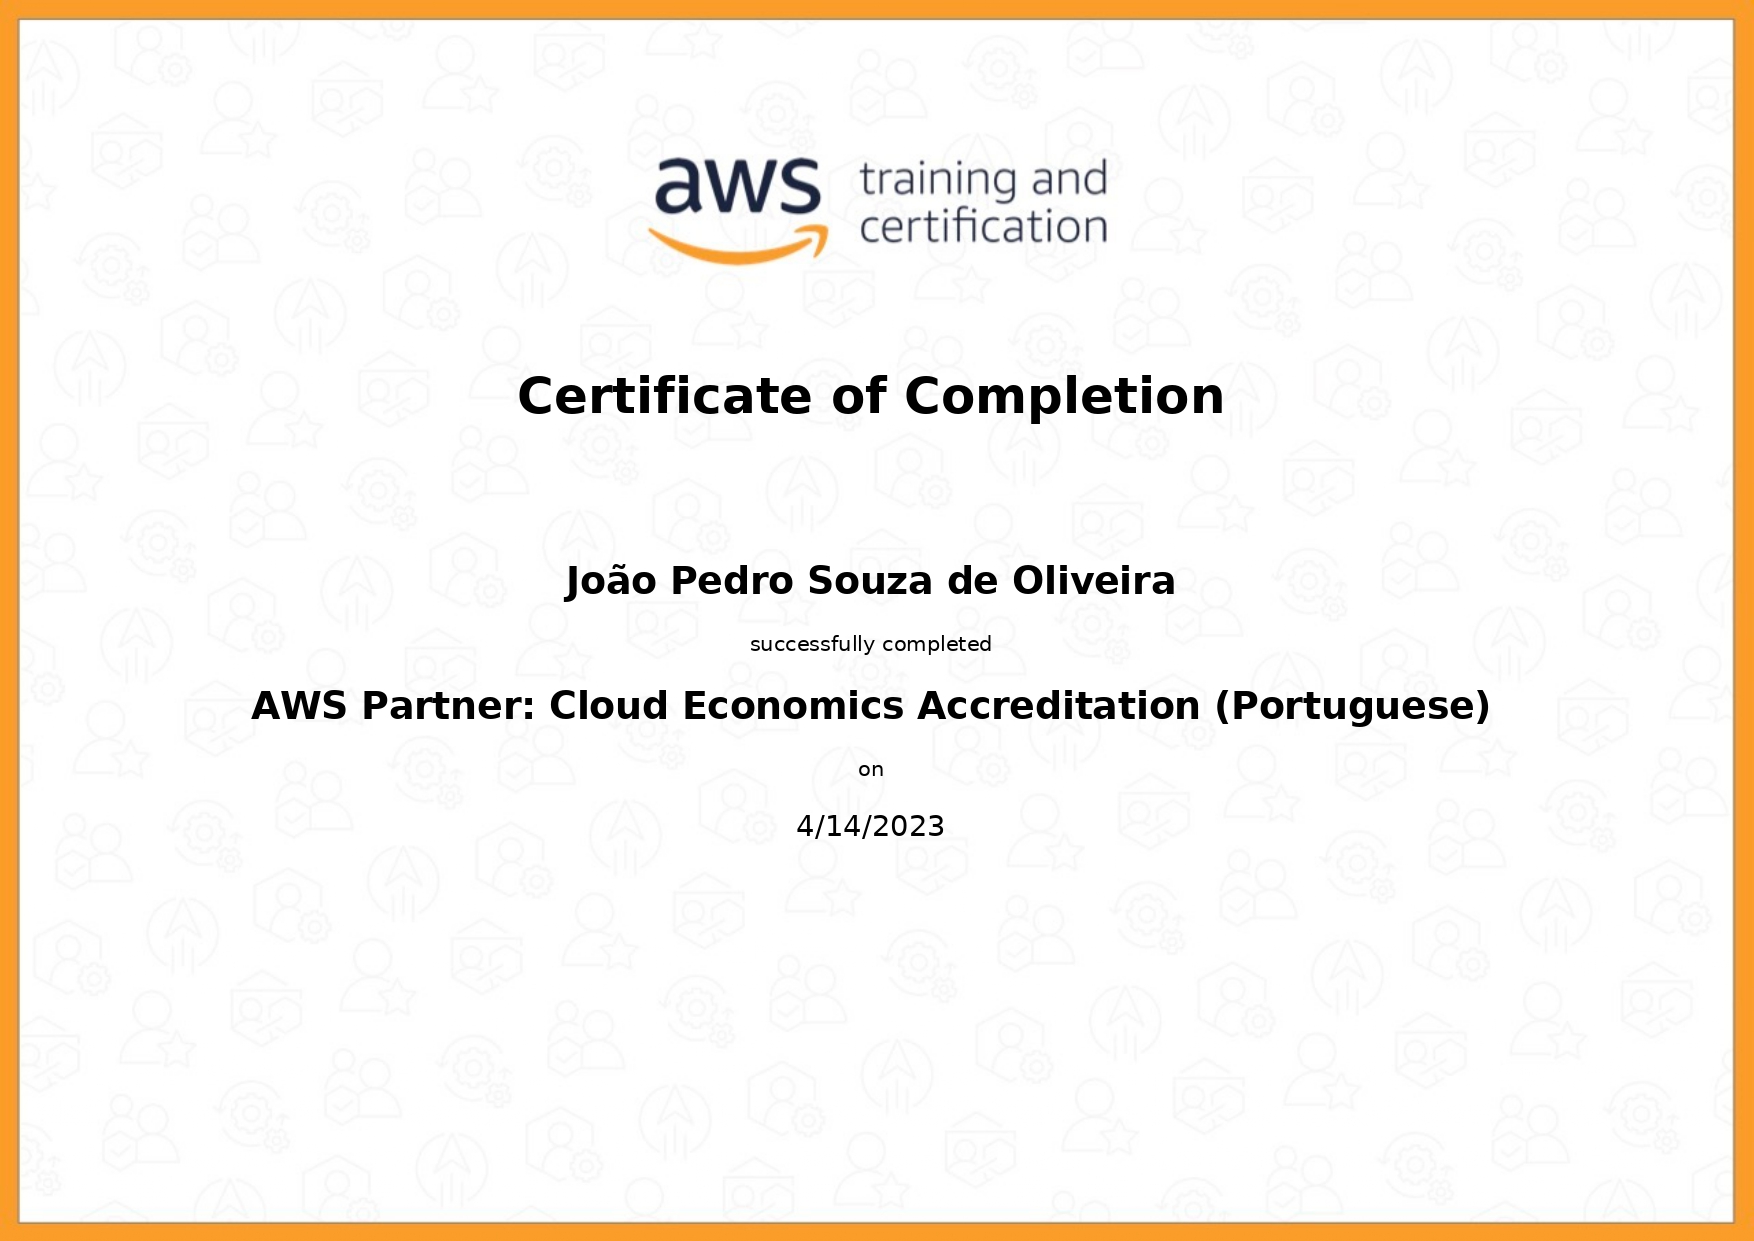 aws training and
certification
Certificate of Completion
João Pedro Souza de Oliveira
successfully completed
AWS Partner: Cloud Economics Accreditation (Portuguese)
on
4/14/2023